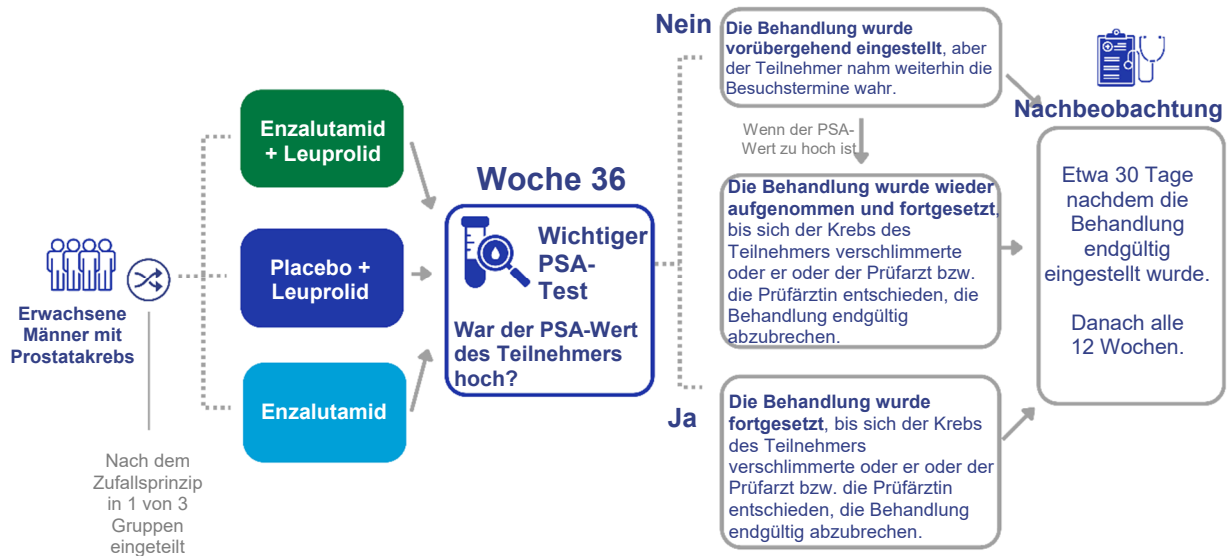 Erwachsene
Männer mit
Prostatakrebs
Nach dem
Zufallsprinzip
in 1 von 3
Gruppen
eingeteilt
Enzalutamid
+ Leuprolid
Placebo +
Leuprolid
Enzalutamid
Woche 36
Wichtiger
PSA-
Test
War der PSA-Wert
des Teilnehmers
hoch?
Nein
Die Behandlung wurde
vorübergehend eingestellt, aber
der Teilnehmer nahm weiterhin die
Besuchstermine wahr.
Wenn der PSA-
Wert zu hoch ist
Die Behandlung wurde wieder
aufgenommen und fortgesetzt,
bis sich der Krebs des
Teilnehmers verschlimmerte
oder er oder der Prüfarzt bzw.
die Prüfärztin entschieden, die
Behandlung endgültig
abzubrechen.
Ja
Die Behandlung wurde
fortgesetzt, bis sich der Krebs
des Teilnehmers
verschlimmerte oder er oder der
Prüfarzt bzw. die Prüfärztin
entschieden, die Behandlung
endgültig abzubrechen.
Nachbeobachtung
Etwa 30 Tage
nachdem die
Behandlung
endgültig
eingestellt wurde.
Danach alle
12 Wochen.